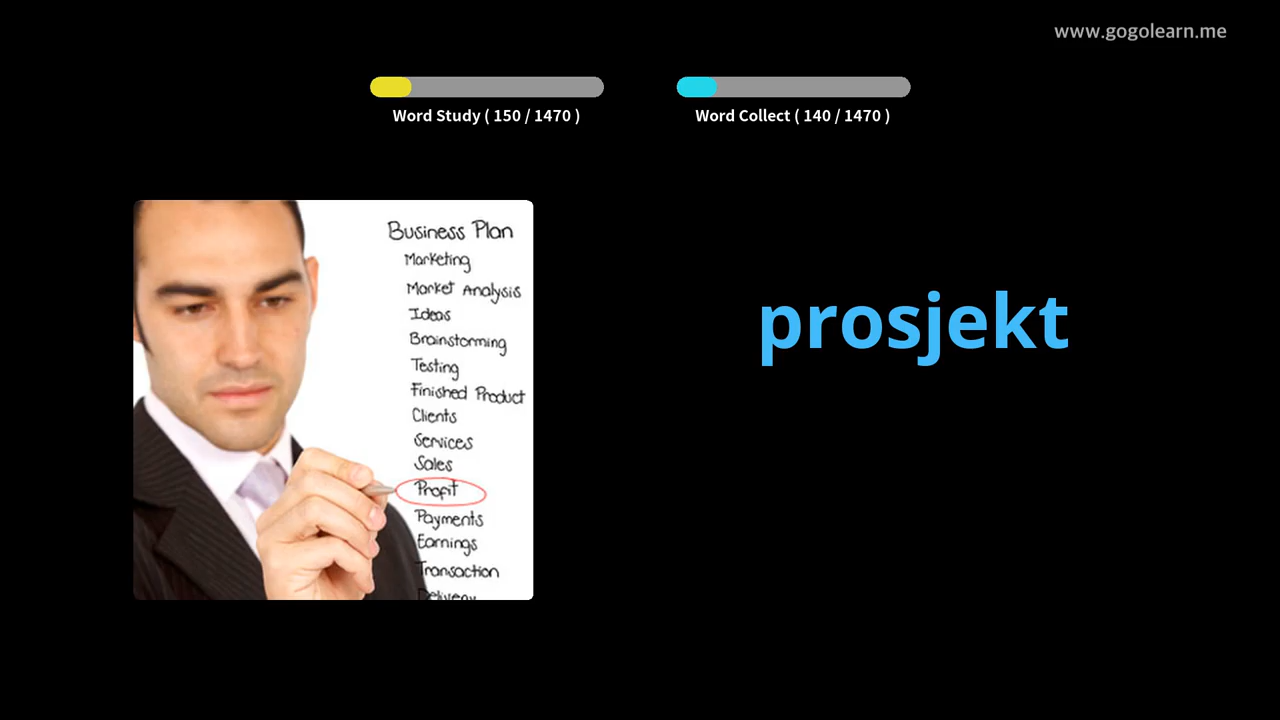 www.gogolearn.me
Word Study ( 150 / 1470 )
Word Collect ( 140 / 1470 )
Business Plan
Marketing
Market Analysis
Ideas
Brainstorming
Testing
Finished Product
Clients
Services
Sales
Profit
Payments
Earnings
Transaction
Delivery
prosjekt